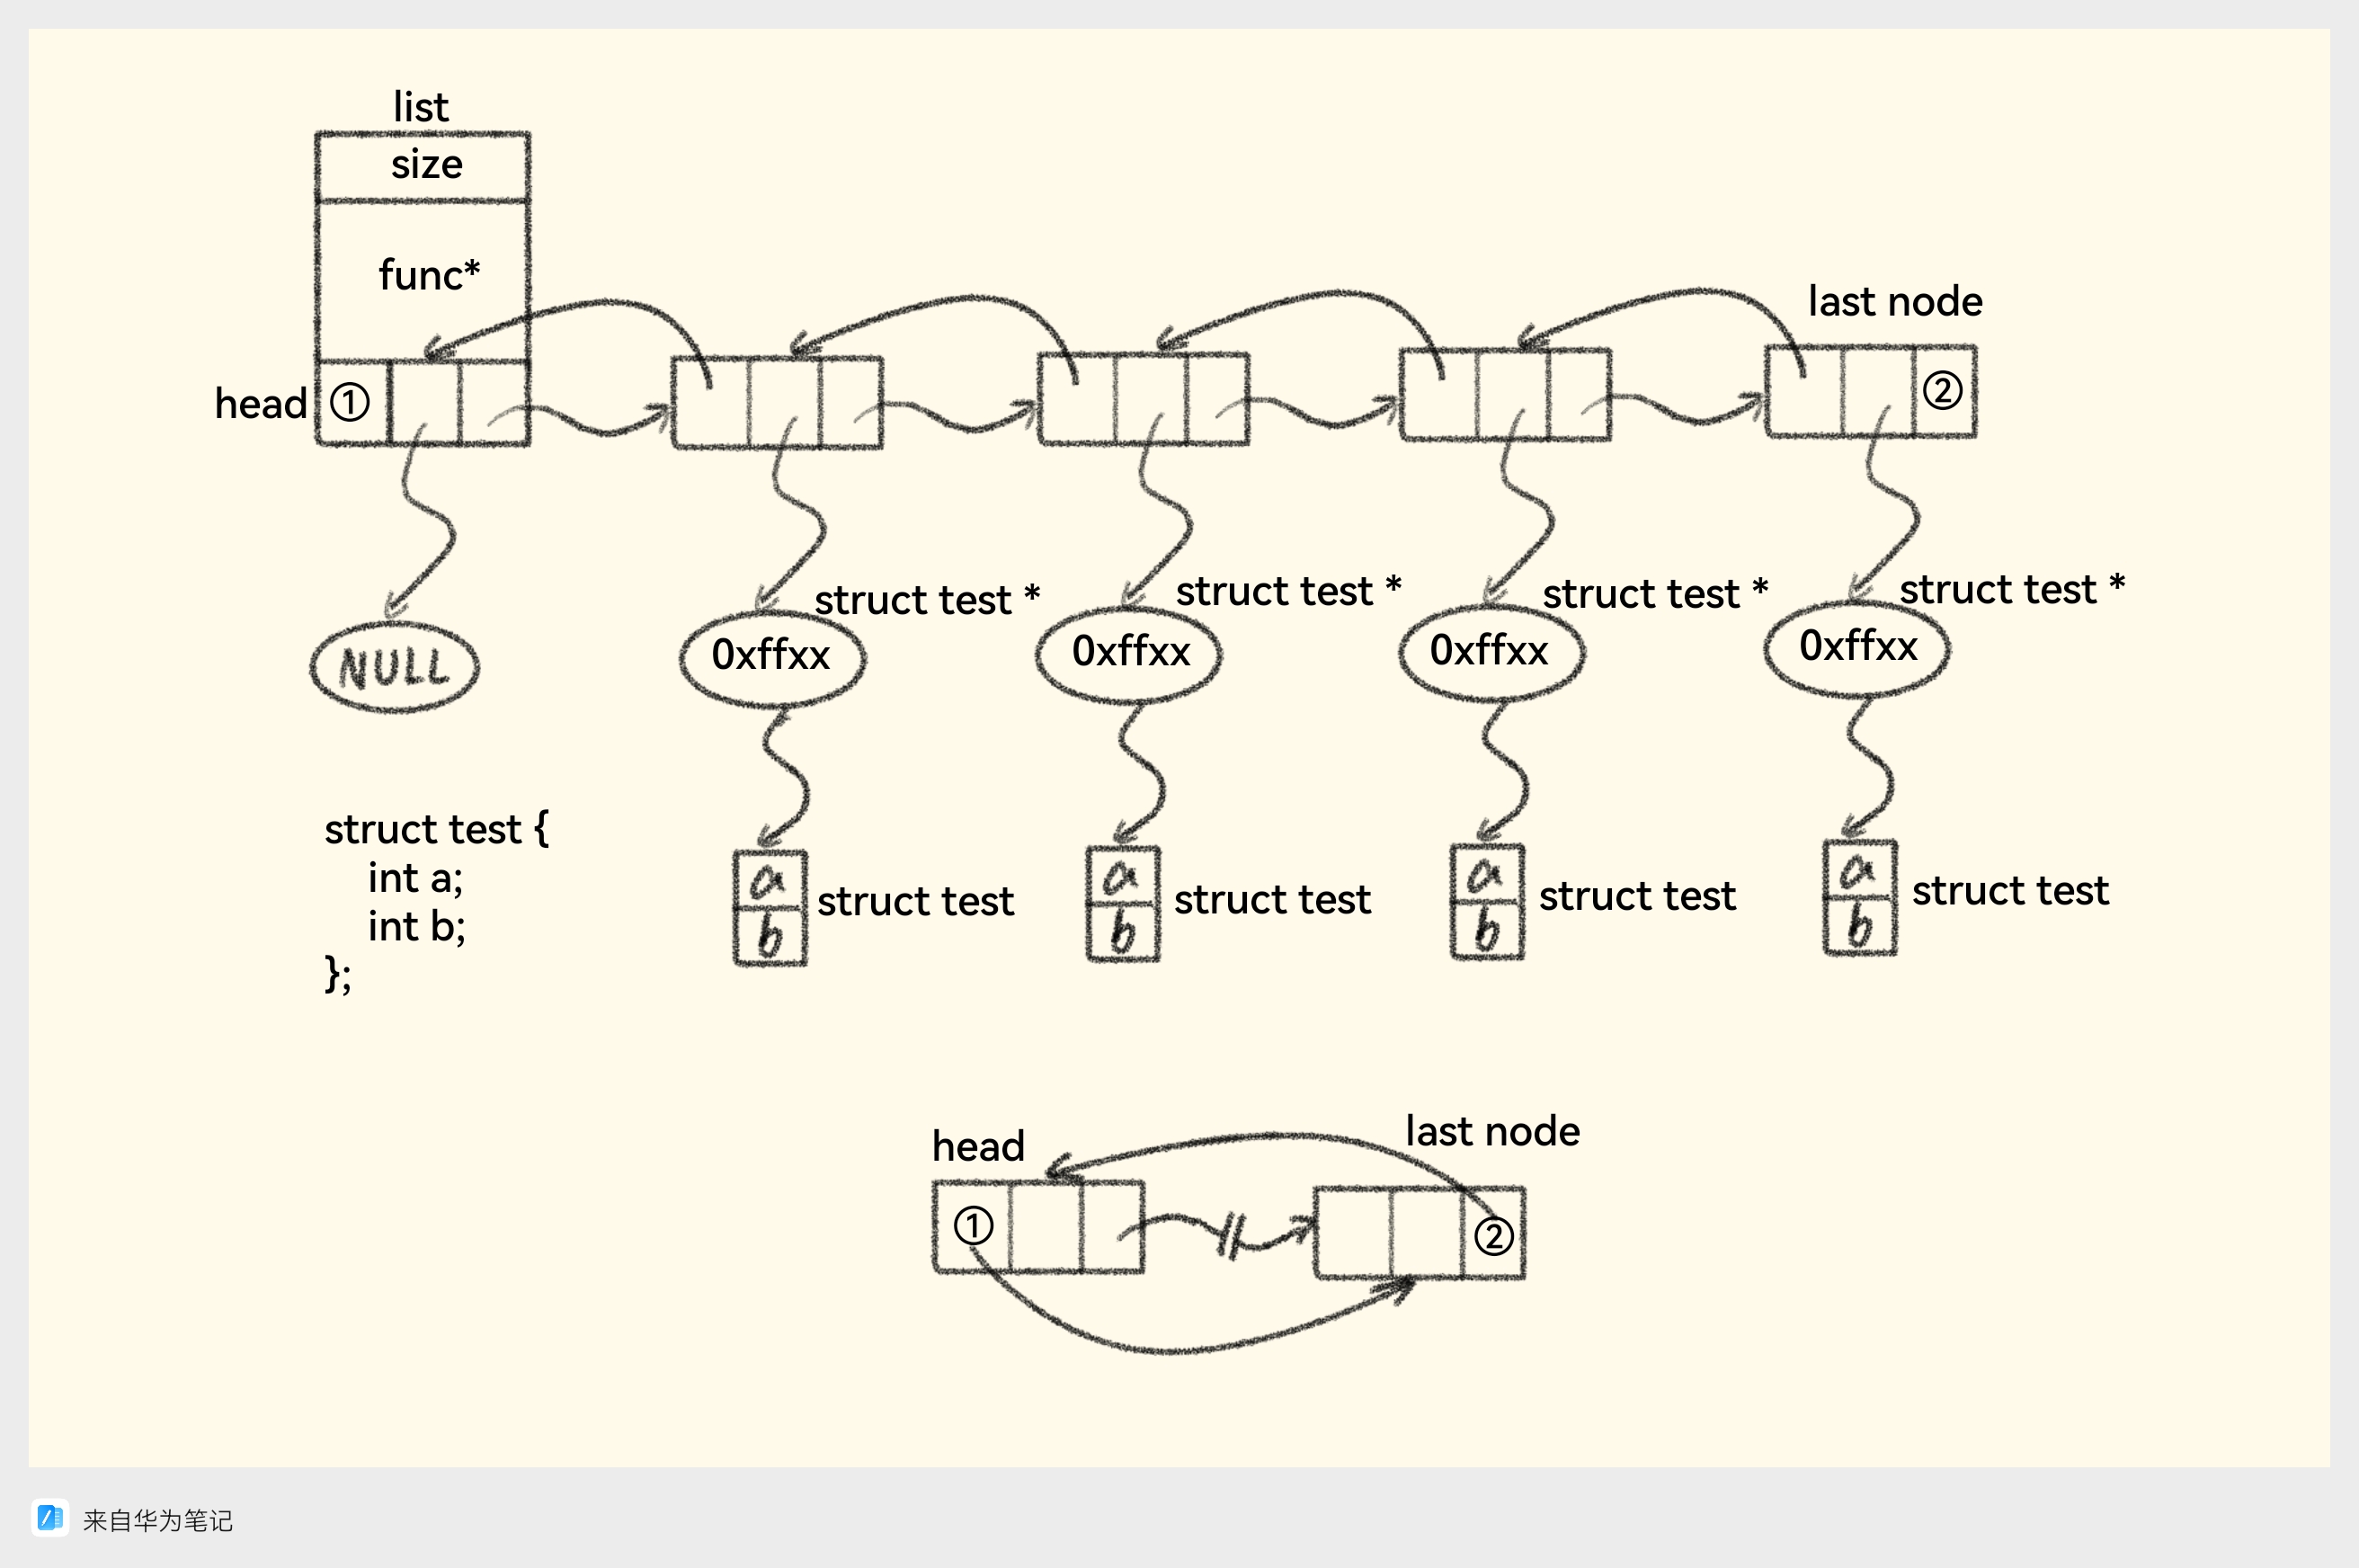 list
size
func*
last node
head ① ②
struct test * struct test * struct test * struct test *
NULL 0xffxx 0xffxx 0xffxx 0xffxx
struct test {
int a;
int b;
};
a struct test a struct test a struct test a struct test
b b b b
head last node
① ②
来自华为笔记